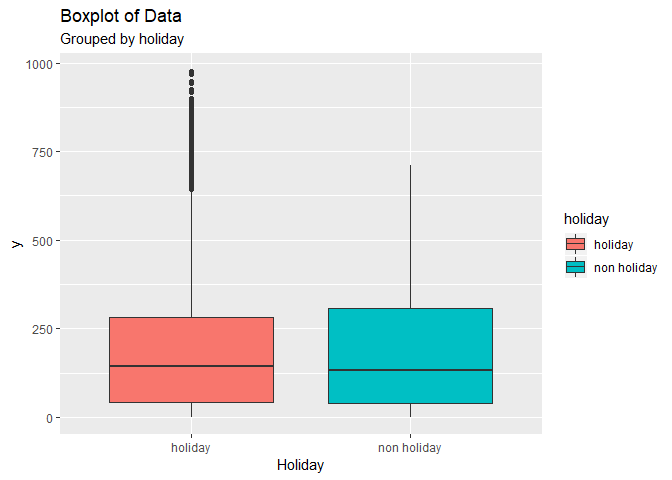 Boxplot of Data
Grouped by holiday
1000
750
500
250
0
y
holiday
non holiday
Holiday
holiday
holiday
non holiday